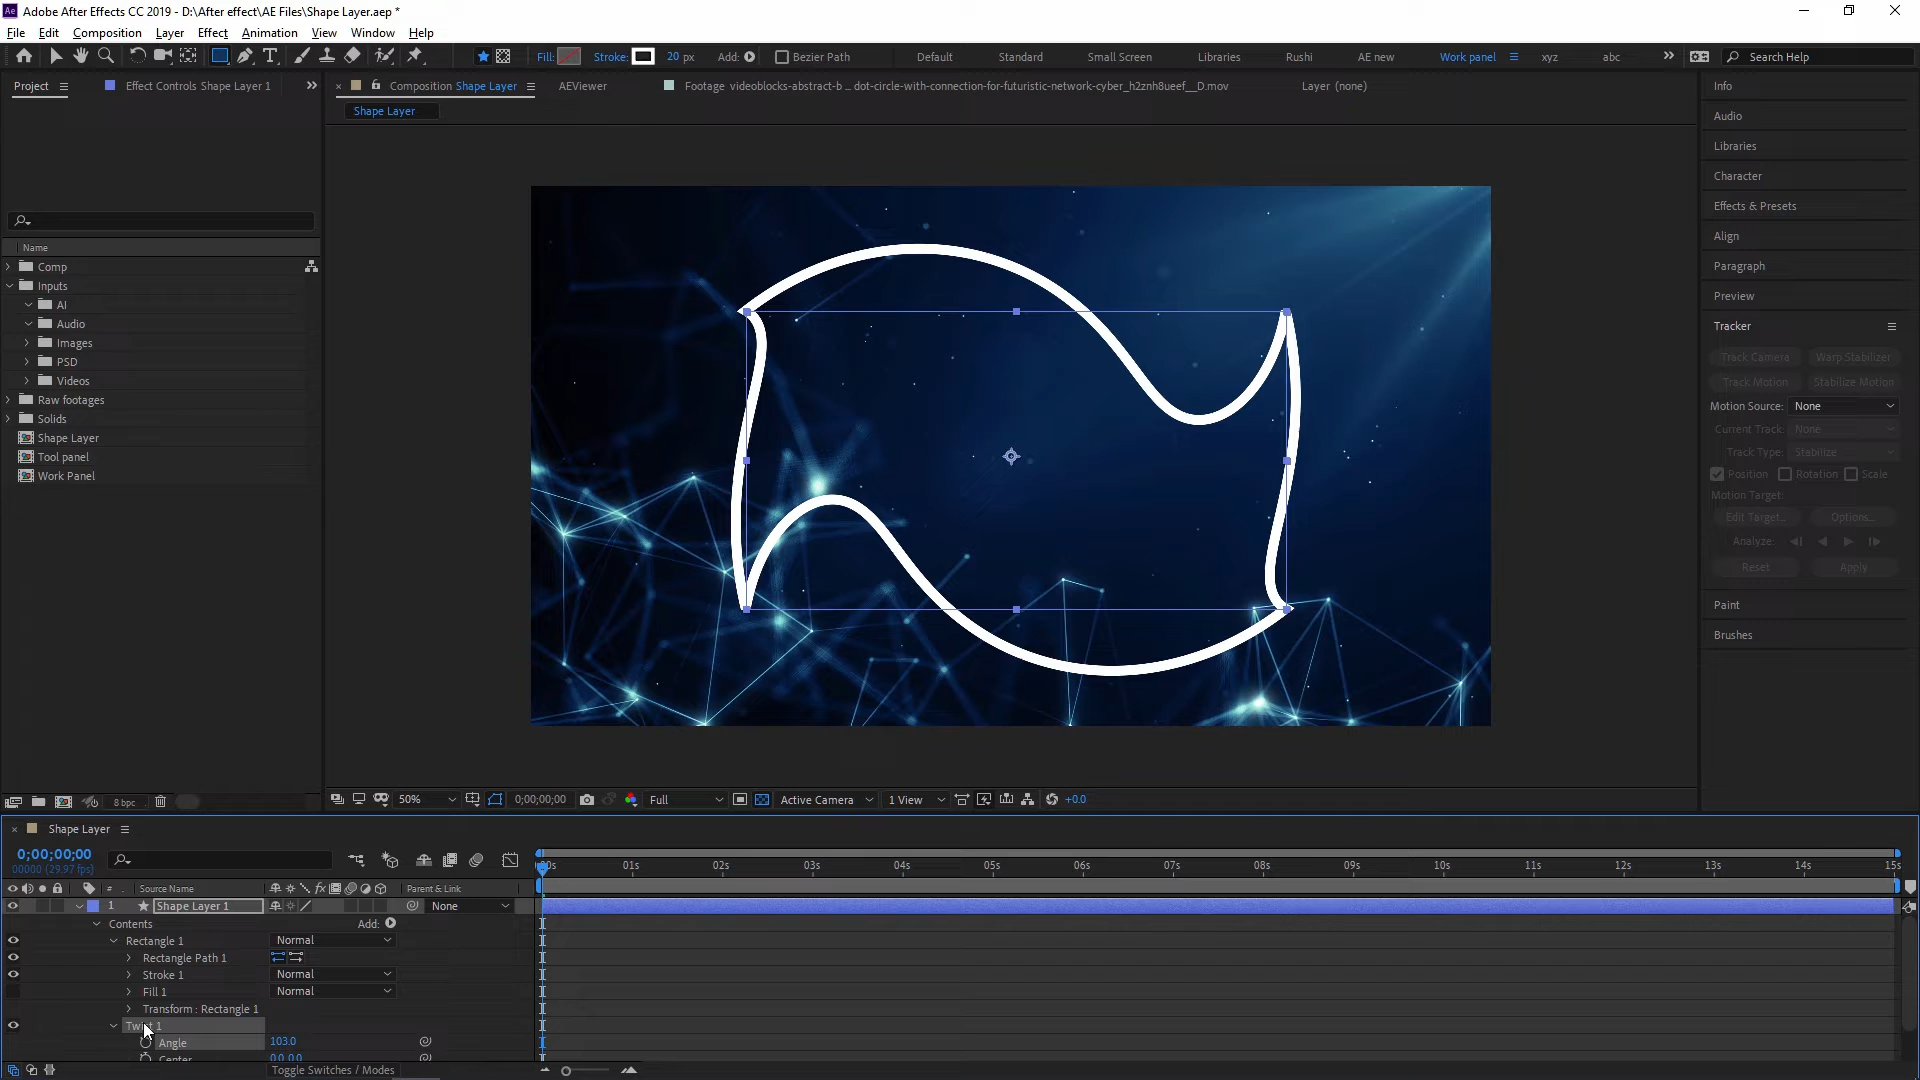 Adobe After Effects CC 2019 - D:\After effect\AE Files\Shape Layer.aep *
File Edit Composition Layer Effect Animation View Window Help
Fill: Stroke: 20 px Add: Bezier Path Default Standard Small Screen Libraries Rushi AE new Work panel xyz abc Search Help
Project Effect Controls Shape Layer 1
Composition Shape Layer AEViewer Footage videoblocks-abstract-b ... dot-circle-with-connection-for-futuristic-network-cyber_h2znh8ueef__D.mov Layer (none)
Shape Layer
Name
Comp
Inputs
AI
Audio
Images
PSD
Videos
Raw footages
Solids
Shape Layer
Tool panel
Work Panel
8 bpc
50% 0;00;00;00 Full Active Camera 1 View +0.0
Info
Audio
Libraries
Character
Effects & Presets
Align
Paragraph
Preview
Tracker
Track Camera Warp Stabilizer
Track Motion Stabilize Motion
Motion Source: None
Current Track: None
Track Type: Stabilize
Position Rotation Scale
Motion Target:
Edit Target... Options...
Analyze:
Reset Apply
Paint
Brushes
Shape Layer
0;00;00;00
00000 (29.97 fps)
01s 02s 03s 04s 05s 06s 07s 08s 09s 10s 11s 12s 13s 14s 15s
# Source Name Parent & Link
1 Shape Layer 1 None
Contents Add:
Rectangle 1 Normal
Rectangle Path 1
Stroke 1 Normal
Fill 1 Normal
Transform : Rectangle 1
1
Angle 103.0
Center 0.0,0.0
Toggle Switches / Modes